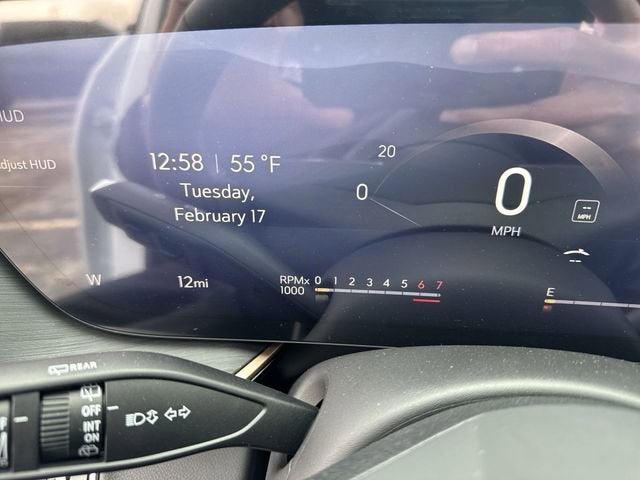 HUD
Adjust HUD
12:58 | 55 °F
Tuesday,
February 17
20
0
0
MPH
--
MPH
--
W
12mi
RPMx
1000
0 1 2 3 4 5 6 7
E
REAR
OFF
INT
ON